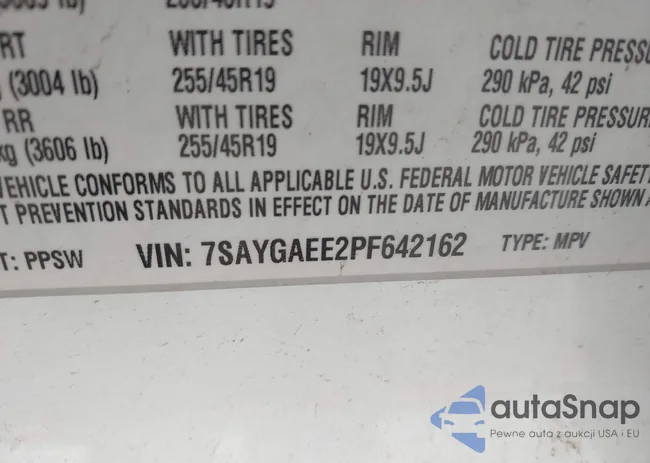 RT WITH TIRES RIM COLD TIRE PRESSU
(3004 lb) 255/45R19 19X9.5J 290 kPa, 42 psi
RR WITH TIRES RIM COLD TIRE PRESSURE
kg (3606 lb) 255/45R19 19X9.5J 290 kPa, 42 psi
VEHICLE CONFORMS TO ALL APPLICABLE U.S. FEDERAL MOTOR VEHICLE SAFETY
T PREVENTION STANDARDS IN EFFECT ON THE DATE OF MANUFACTURE SHOWN A
T: PPSW VIN: 7SAYGAEE2PF642162 TYPE: MPV
autaSnap
Pewne auta z aukcji USA i EU